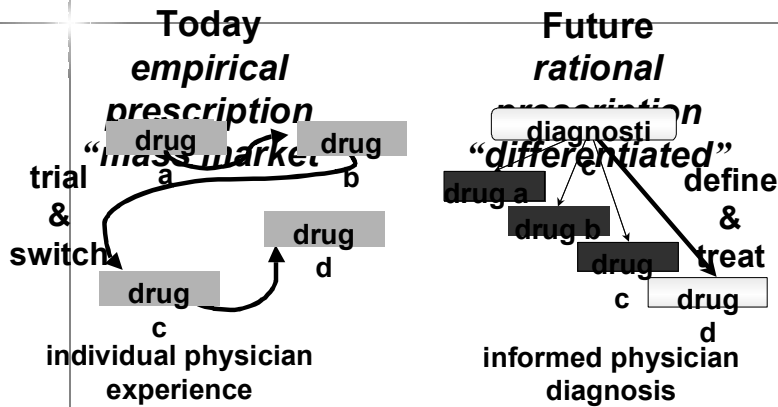 Today
empirical
prescription
“mass market”
drug
a
drug
b
trial
&
switch
drug
d
drug
c
individual physician
experience
Future
rational
prescription
“differentiated”
diagnosti
c
drug a
drug b
drug
c
drug
d
define
&
treat
informed physician
diagnosis